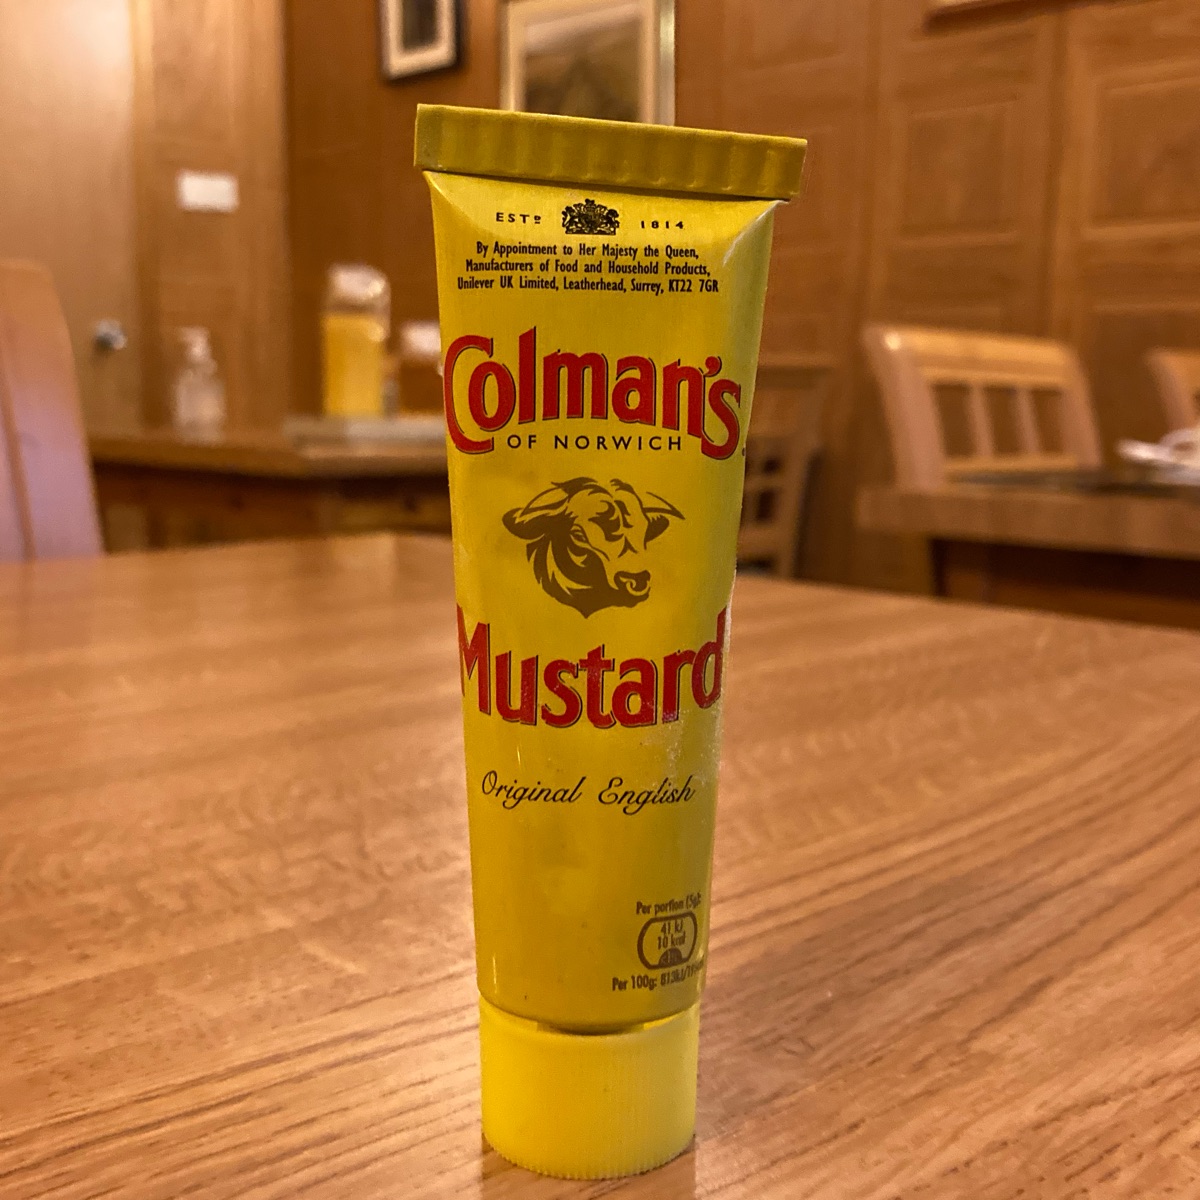 ESTD 1814
By Appointment to Her Majesty the Queen,
Manufacturers of Food and Household Products,
Unilever UK Limited, Leatherhead, Surrey, KT22 7GR
Colman's
OF NORWICH
Mustard
Original English
Per portion (5g):
41 kJ
10 kcal
Per 100g: